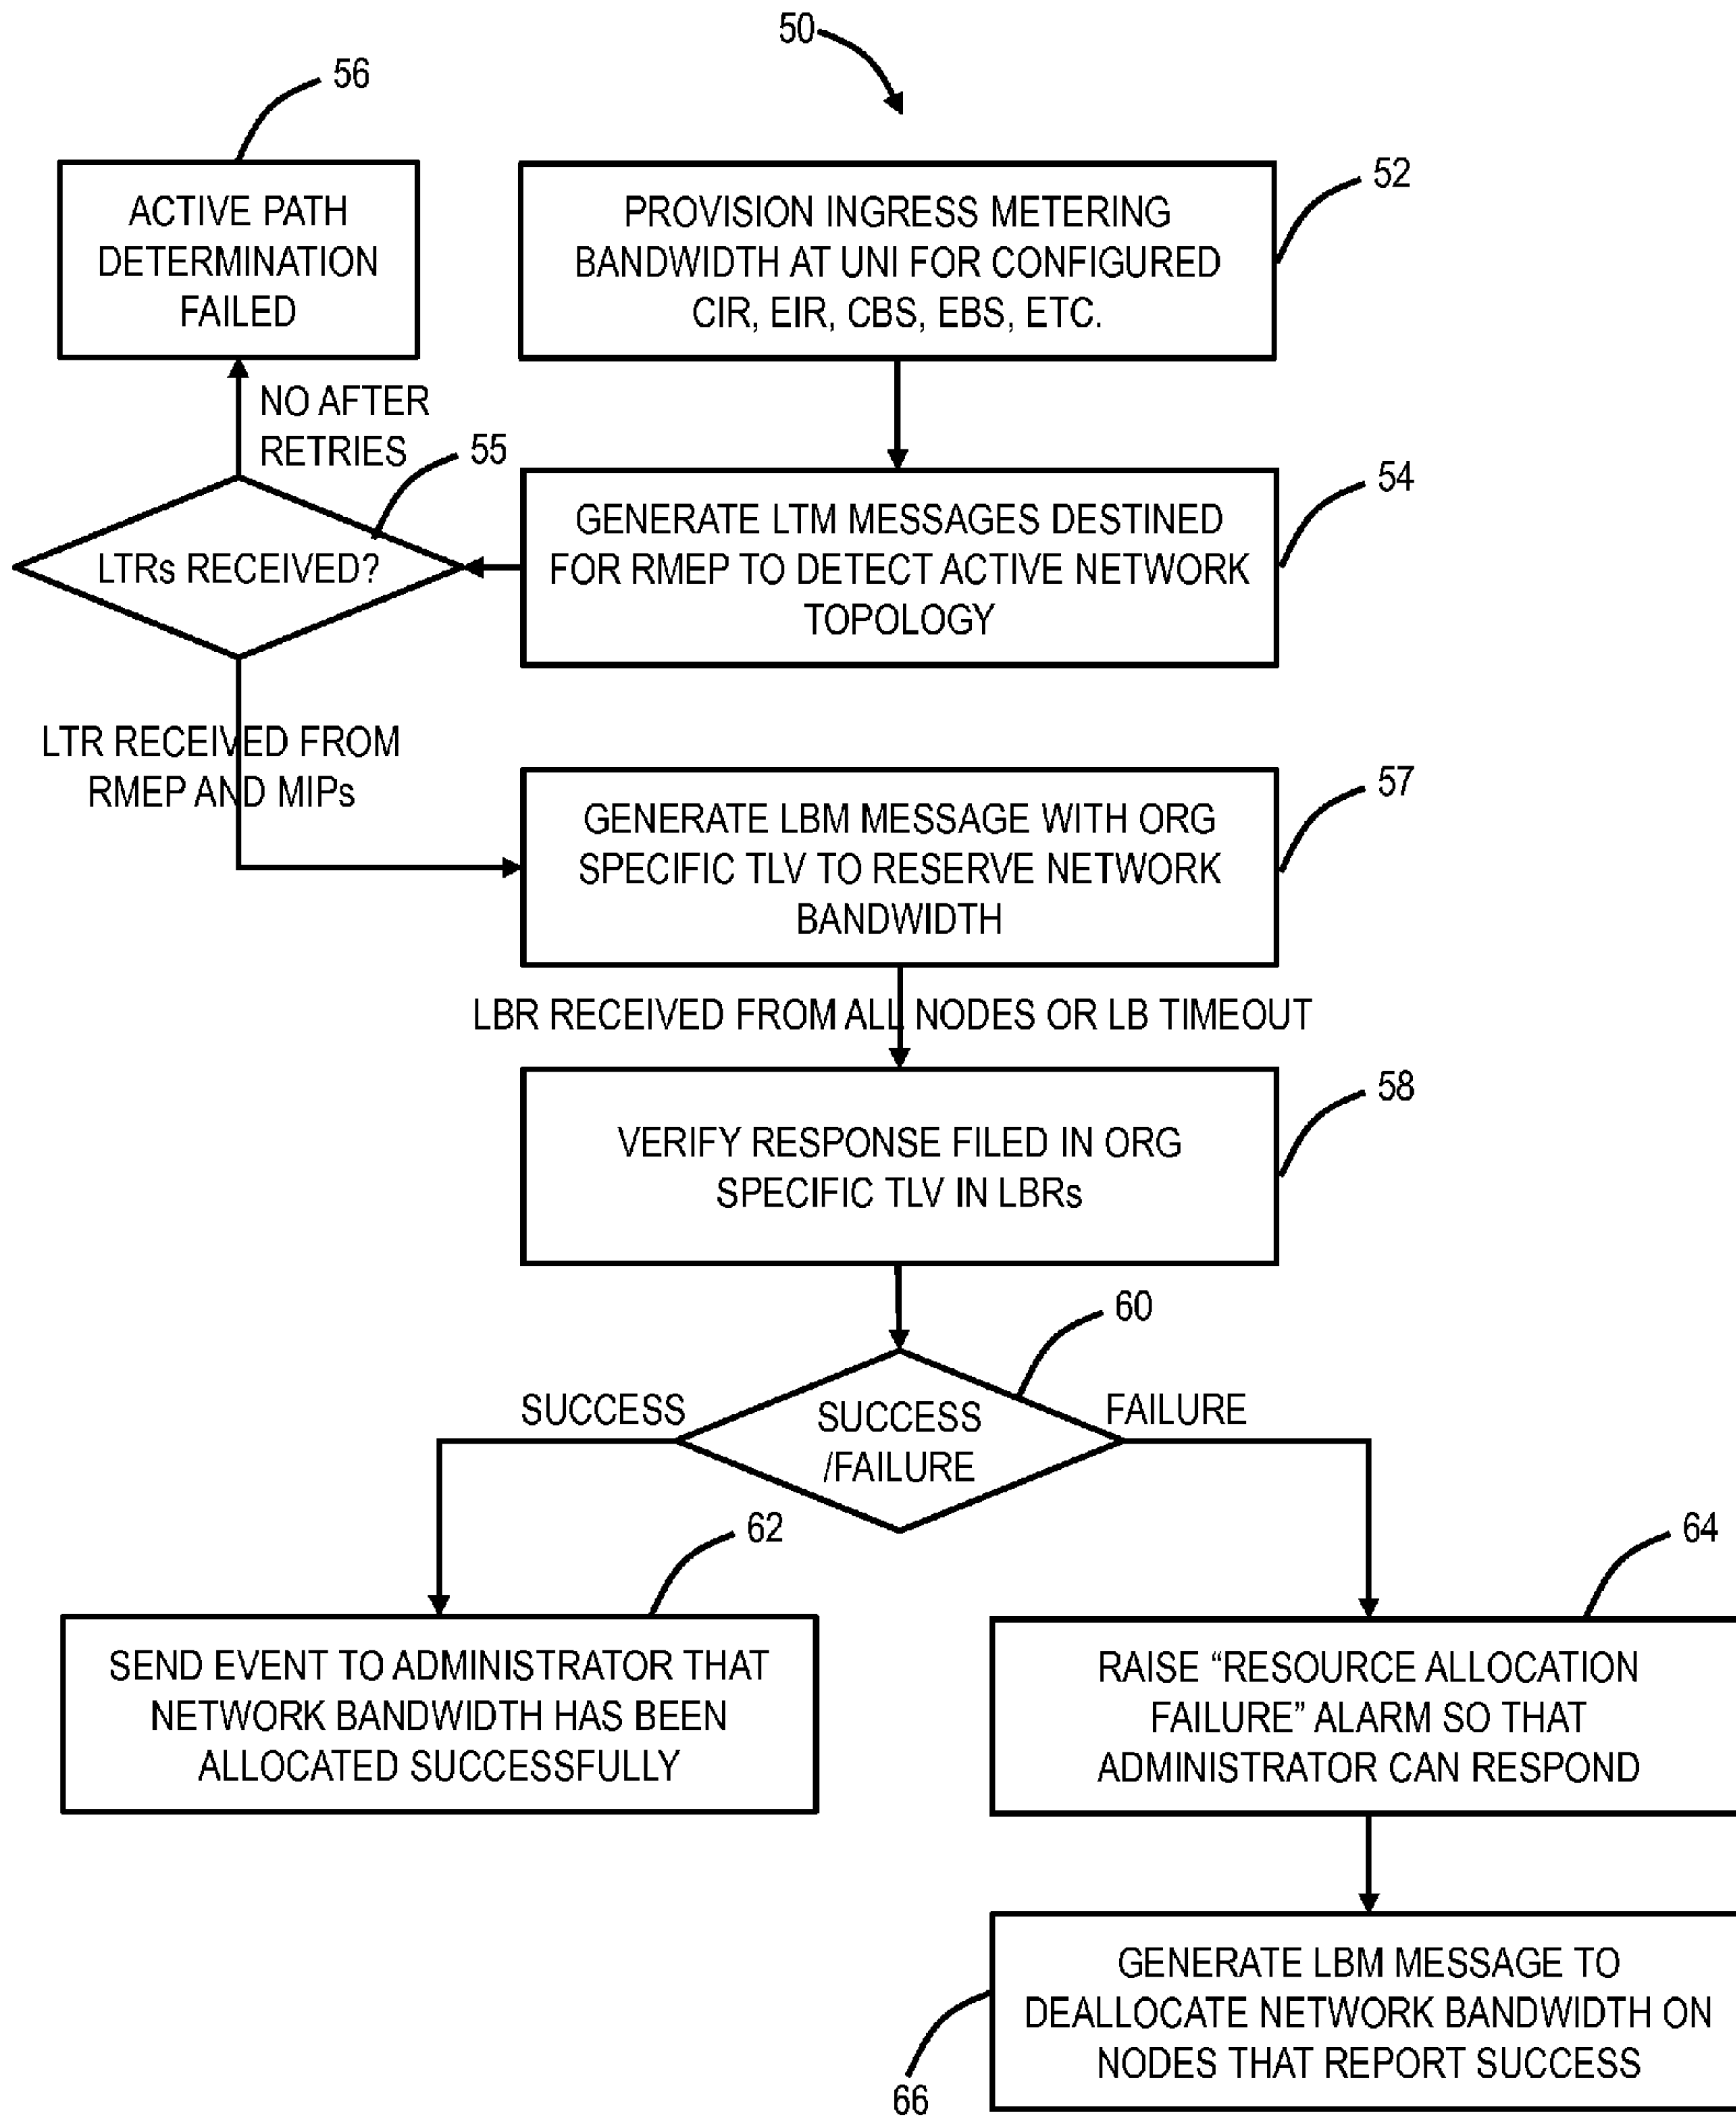 50
56
ACTIVE PATH
DETERMINATION
FAILED
52
PROVISION INGRESS METERING
BANDWIDTH AT UNI FOR CONFIGURED
CIR, EIR, CBS, EBS, ETC.
NO AFTER
RETRIES
55
LTRs RECEIVED?
54
GENERATE LTM MESSAGES DESTINED
FOR RMEP TO DETECT ACTIVE NETWORK
TOPOLOGY
LTR RECEIVED FROM
RMEP AND MIPs
57
GENERATE LBM MESSAGE WITH ORG
SPECIFIC TLV TO RESERVE NETWORK
BANDWIDTH
LBR RECEIVED FROM ALL NODES OR LB TIMEOUT
58
VERIFY RESPONSE FILED IN ORG
SPECIFIC TLV IN LBRs
60
SUCCESS
/FAILURE
SUCCESS
FAILURE
62
SEND EVENT TO ADMINISTRATOR THAT
NETWORK BANDWIDTH HAS BEEN
ALLOCATED SUCCESSFULLY
64
RAISE “RESOURCE ALLOCATION
FAILURE” ALARM SO THAT
ADMINISTRATOR CAN RESPOND
GENERATE LBM MESSAGE TO
DEALLOCATE NETWORK BANDWIDTH ON
NODES THAT REPORT SUCCESS
66